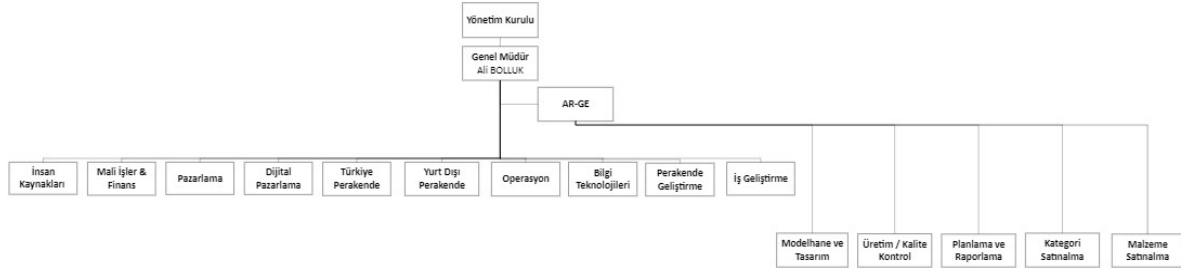 Yönetim Kurulu
Genel Müdür
Ali BOLLUK
AR-GE
İnsan
Kaynakları
Mali İşler &
Finans
Pazarlama
Dijital
Pazarlama
Türkiye
Perakende
Yurt Dışı
Perakende
Operasyon
Bilgi
Teknolojileri
Perakende
Geliştirme
İş Geliştirme
Modelhane ve
Tasarım
Üretim / Kalite
Kontrol
Planlama ve
Raporlama
Kategori
Satınalma
Malzeme
Satınalma